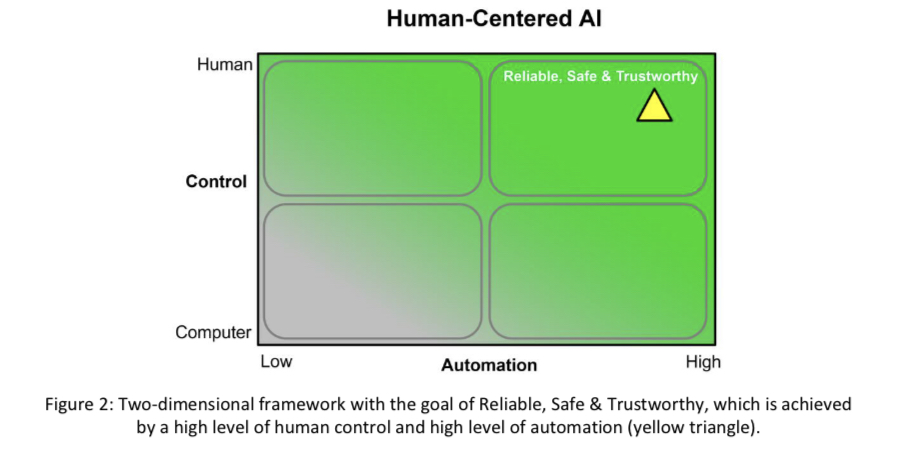 Human-Centered AI
Human
Reliable, Safe & Trustworthy
Control
Computer
Low
Automation
High
Figure 2: Two-dimensional framework with the goal of Reliable, Safe & Trustworthy, which is achieved
by a high level of human control and high level of automation (yellow triangle).